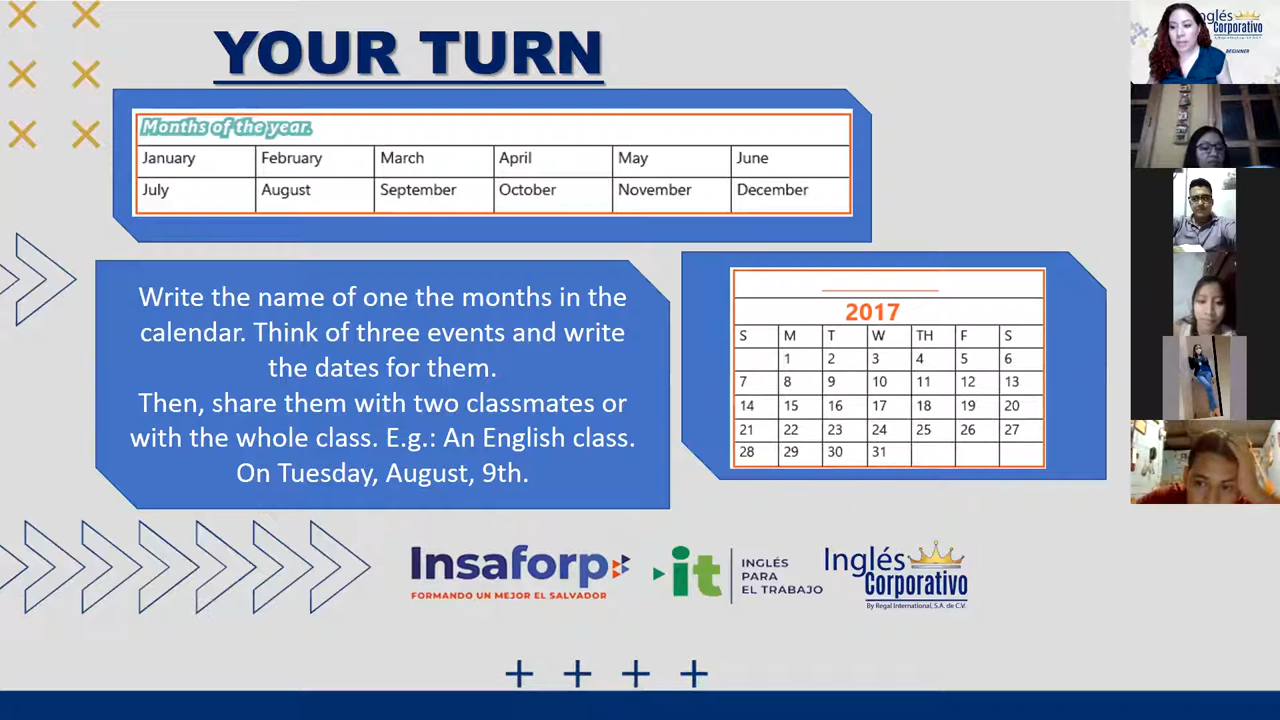 YOUR TURN
Months of the year.
January February March April May June
July August September October November December
Write the name of one the months in the
calendar. Think of three events and write
the dates for them.
Then, share them with two classmates or
with the whole class. E.g.: An English class.
On Tuesday, August, 9th.
2017
S M T W TH F S
1 2 3 4 5 6
7 8 9 10 11 12 13
14 15 16 17 18 19 20
21 22 23 24 25 26 27
28 29 30 31
Insaforp
FORMANDO UN MEJOR EL SALVADOR
it
INGLÉS
PARA
EL TRABAJO
Inglés
Corporativo
By Regal International, S.A. de C.V.
Inglés
Corporativo
BEGINNER